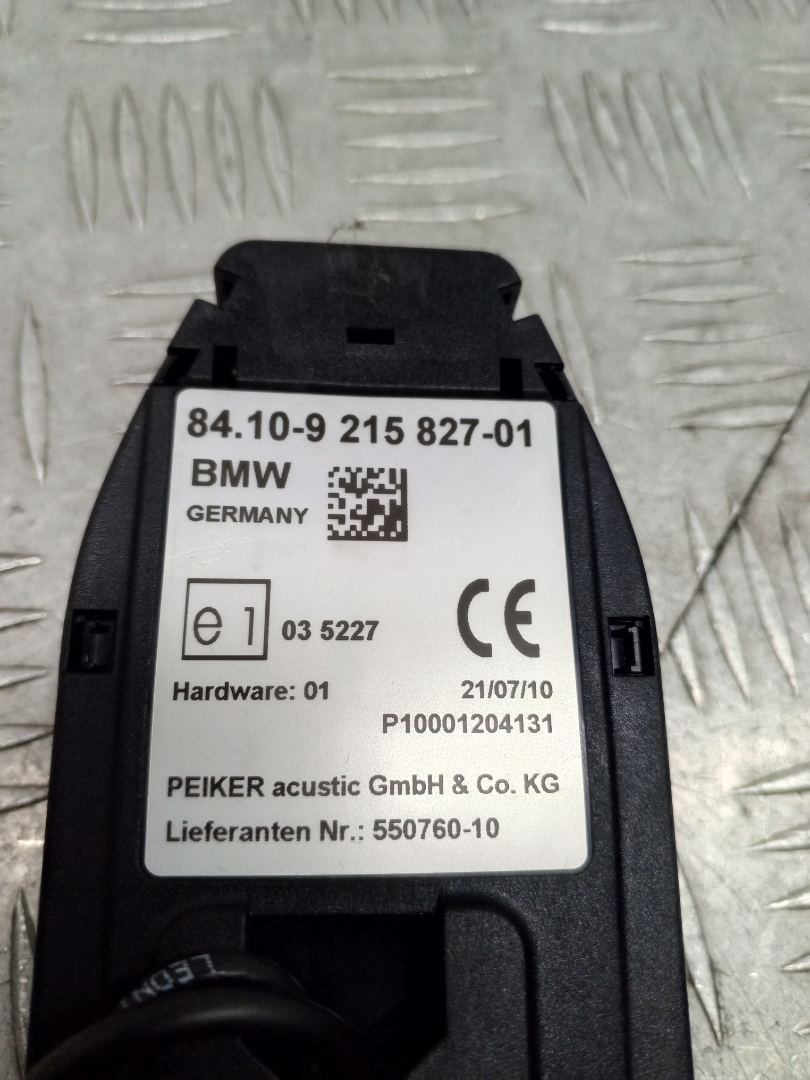 84.10-9 215 827-01
BMW
GERMANY
e1 03 5227
CE
Hardware: 01 21/07/10
P10001204131
PEIKER acustic GmbH & Co. KG
Lieferanten Nr.: 550760-10